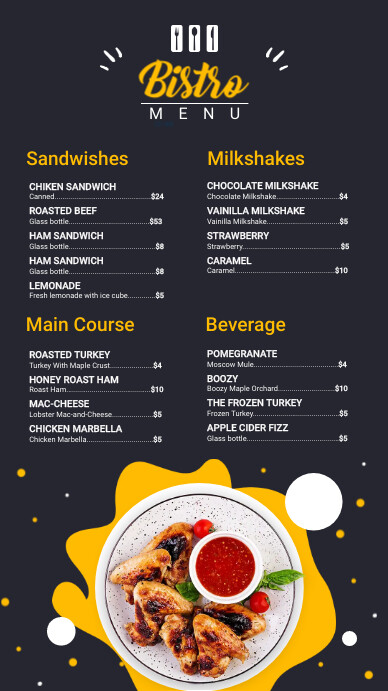 Bistro
MENU
Sandwishes
CHIKEN SANDWICH
Canned........................................$24
ROASTED BEEF
Glass bottle..................................$53
HAM SANDWICH
Glass bottle..................................$8
HAM SANDWICH
Glass bottle..................................$8
LEMONADE
Fresh lemonade with ice cube............$5
Milkshakes
CHOCOLATE MILKSHAKE
Chocolate Milkshake........................$4
VAINILLA MILKSHAKE
Vainilla Milkshake............................$5
STRAWBERRY
Strawberry....................................$5
CARAMEL
Caramel........................................$10
Main Course
ROASTED TURKEY
Turkey With Maple Crust..................$4
HONEY ROAST HAM
Roast Ham....................................$10
MAC-CHEESE
Lobster Mac-and-Cheese..................$5
CHICKEN MARBELLA
Chicken Marbella............................$5
Beverage
POMEGRANATE
Moscow Mule................................$4
BOOZY
Boozy Maple Orchard......................$10
THE FROZEN TURKEY
Frozen Turkey................................$5
APPLE CIDER FIZZ
Glass bottle..................................$5